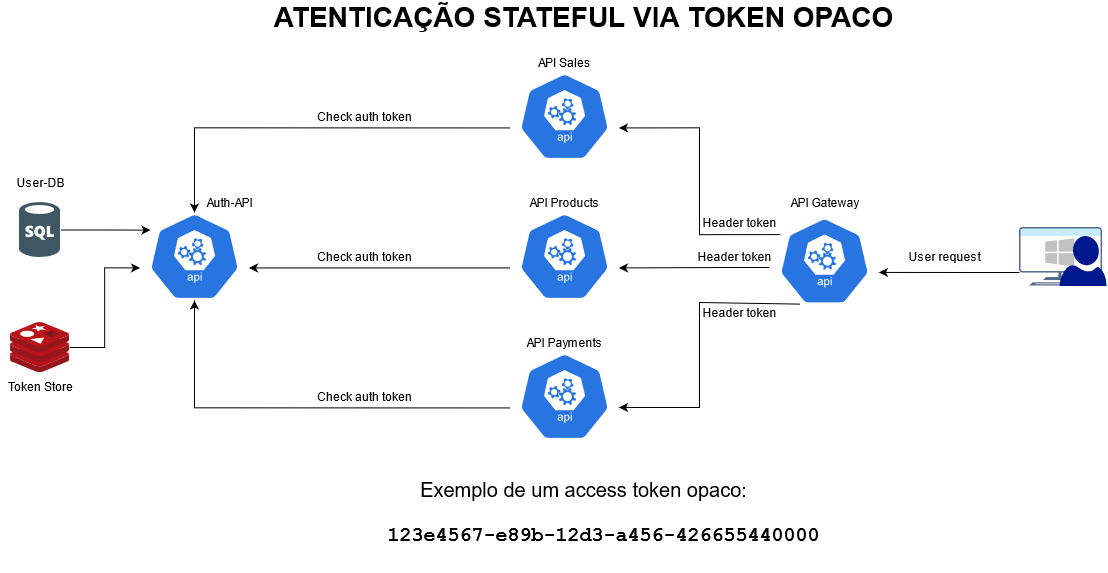 ATENTICAÇÃO STATEFUL VIA TOKEN OPACO
API Sales
api
Check auth token
User-DB
SQL
Auth-API
api
API Products
api
Check auth token
API Gateway
api
Header token
Header token
Header token
User request
Token Store
API Payments
api
Check auth token
Exemplo de um access token opaco:
123e4567-e89b-12d3-a456-426655440000